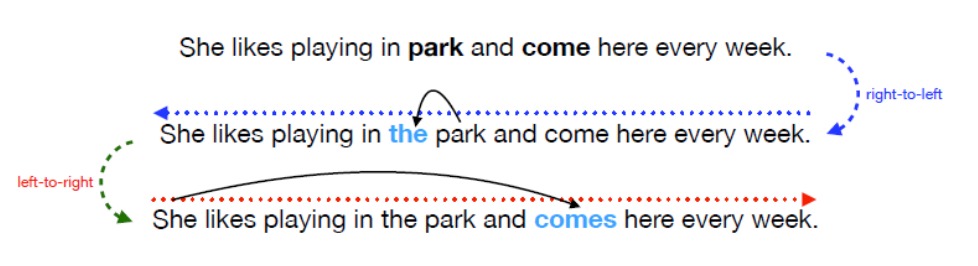 She likes playing in park and come here every week.
right-to-left
She likes playing in the park and come here every week.
left-to-right
She likes playing in the park and comes here every week.